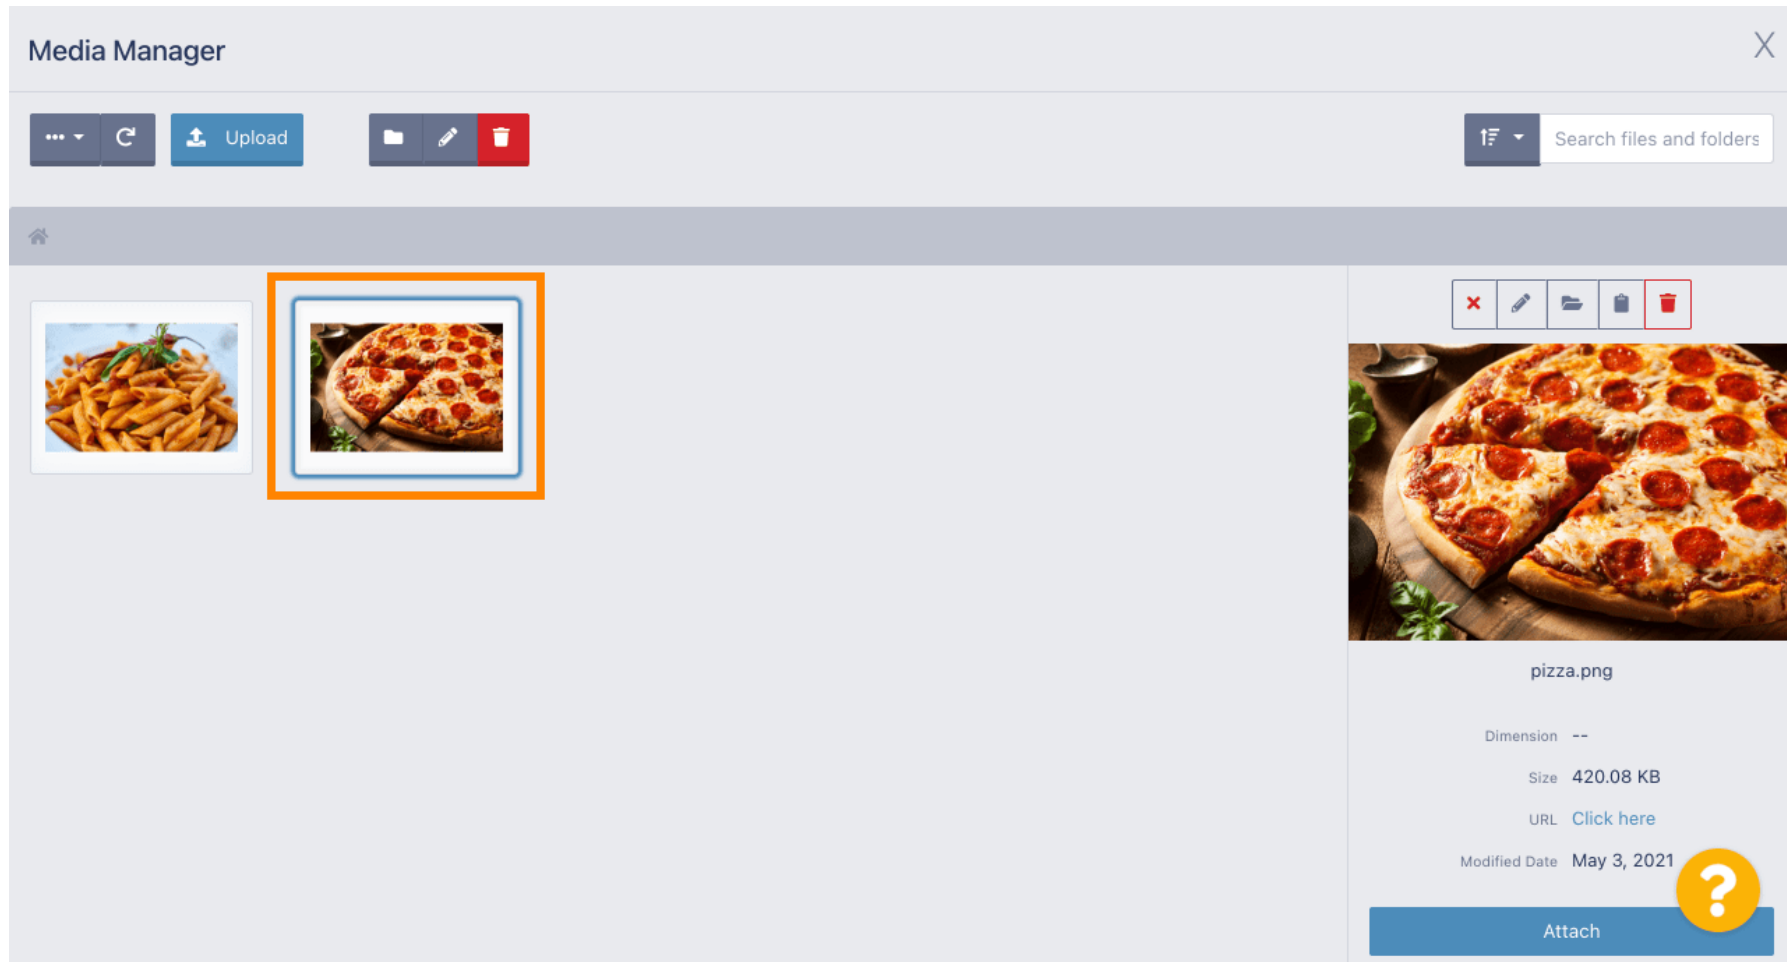 Media Manager
X
Upload
Search files and folders
pizza.png
Dimension --
Size 420.08 KB
URL Click here
Modified Date May 3, 2021
?
Attach